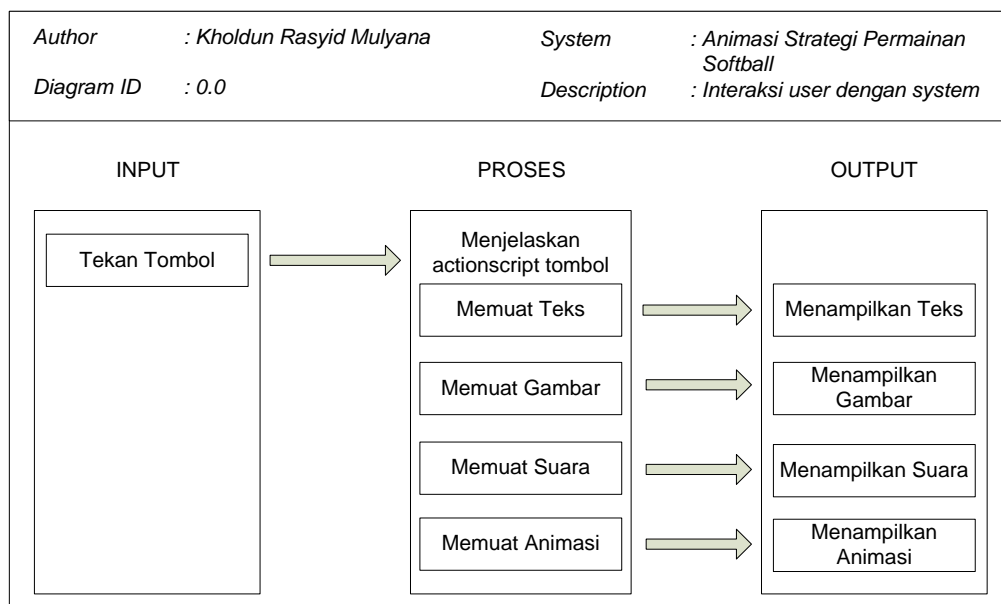 Author : Kholdun Rasyid Mulyana
System : Animasi Strategi Permainan
Softball
Diagram ID : 0.0
Description : Interaksi user dengan system
INPUT
PROSES
OUTPUT
Tekan Tombol
Menjelaskan
actionscript tombol
Memuat Teks
Menampilkan Teks
Memuat Gambar
Menampilkan
Gambar
Memuat Suara
Menampilkan Suara
Memuat Animasi
Menampilkan
Animasi